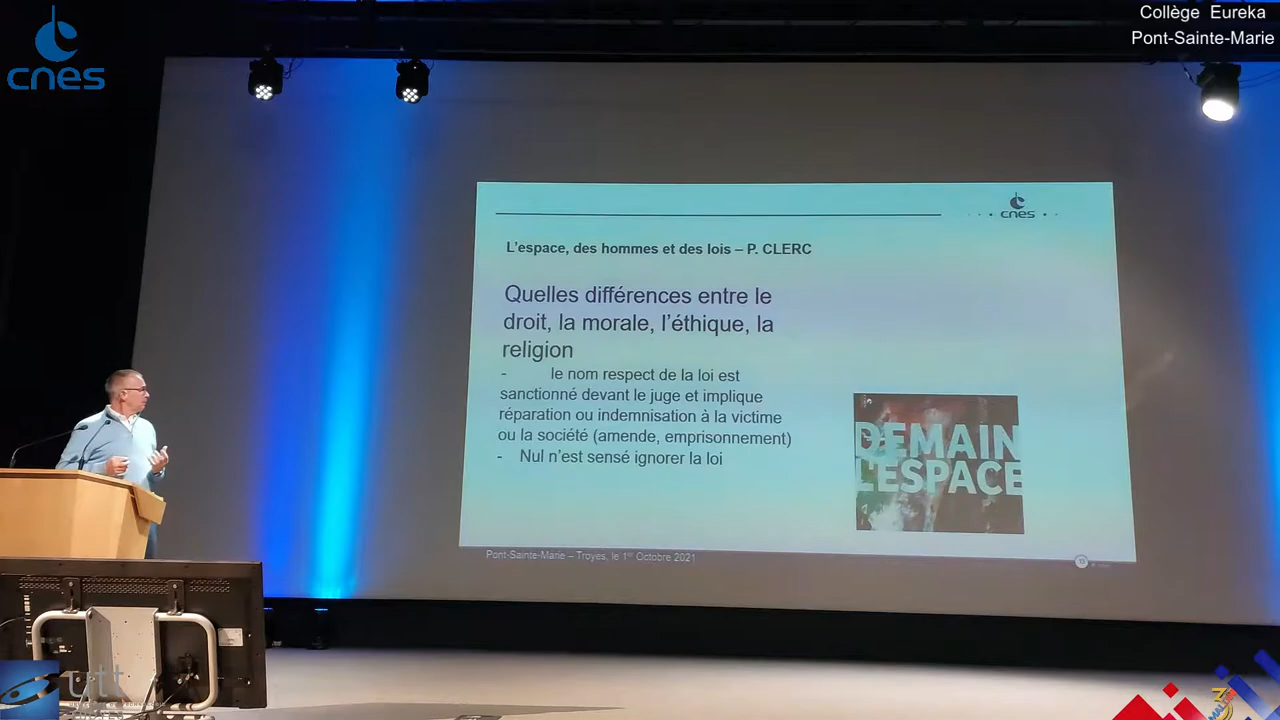 cnes
Collège Eureka
Pont-Sainte-Marie
cnes
L'espace, des hommes et des lois – P. CLERC
Quelles différences entre le
droit, la morale, l'éthique, la
religion
- le nom respect de la loi est
sanctionné devant le juge et implique
réparation ou indemnisation à la victime
ou la société (amende, emprisonnement)
- Nul n'est sensé ignorer la loi
DEMAIN
L'ESPACE
Pont-Sainte-Marie – Troyes, le 1er Octobre 2021
utt